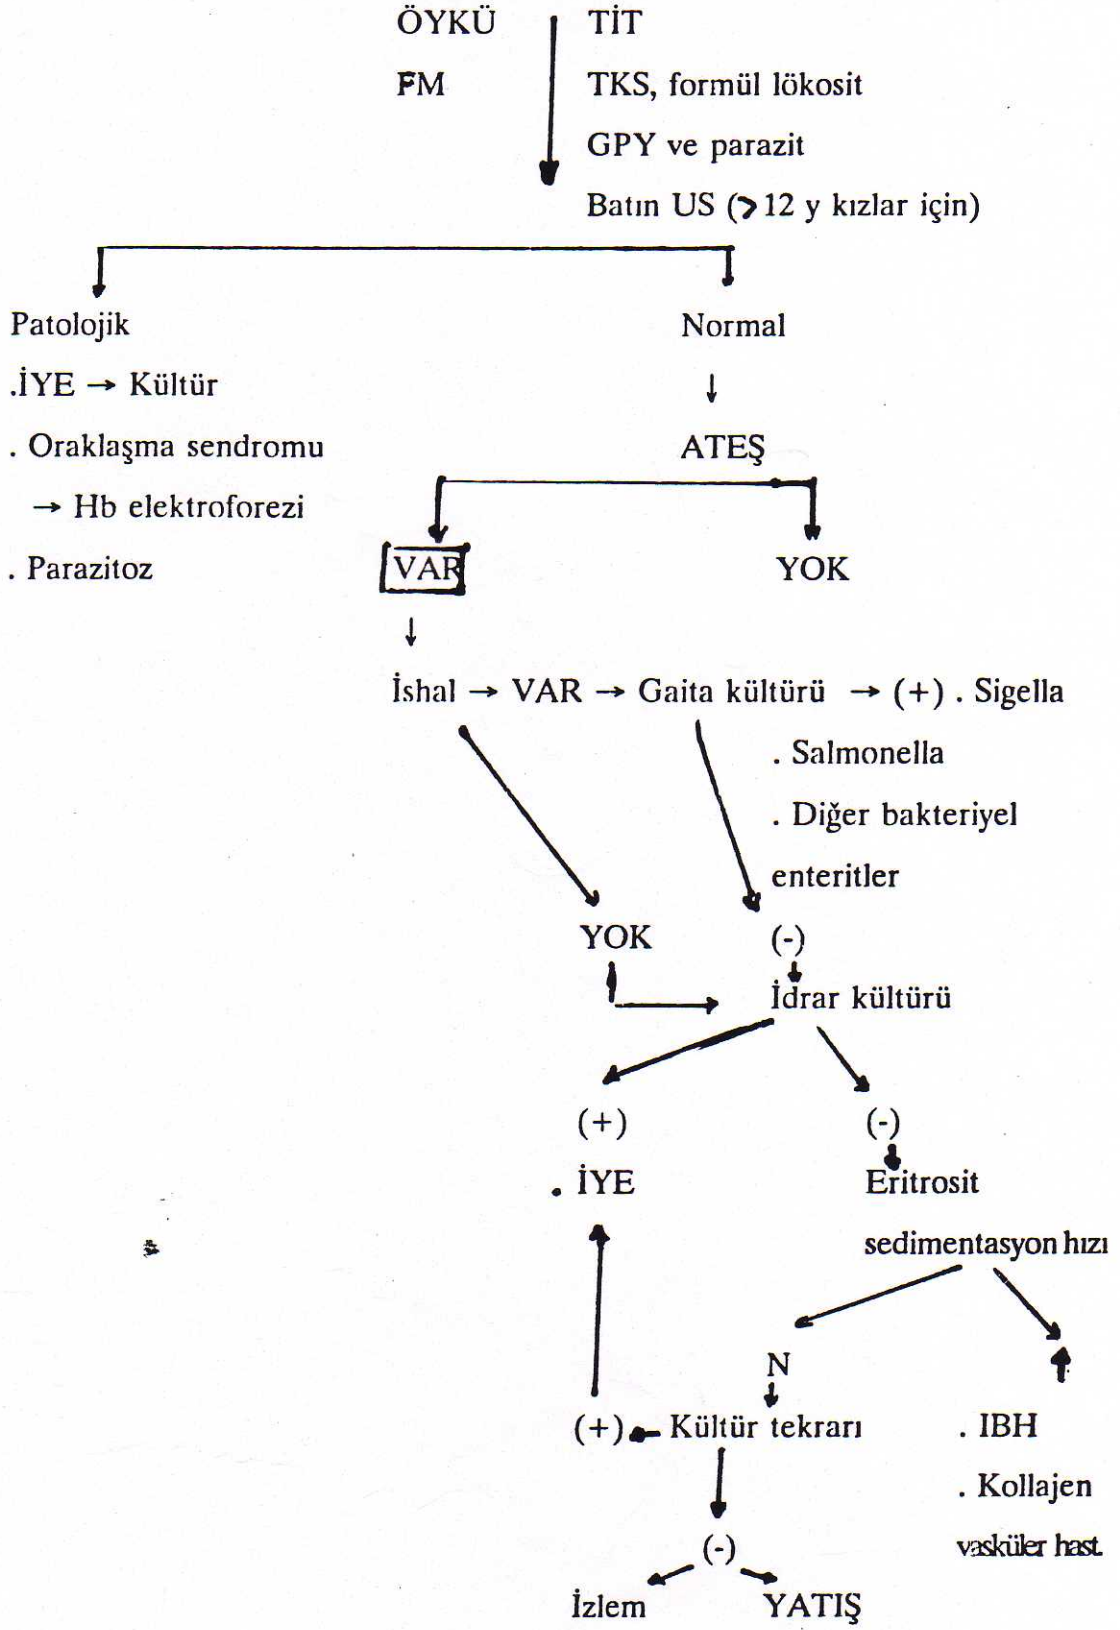 ÖYKÜ TİT
FM TKS, formül lökosit
GPY ve parazit
Batın US (>12 y kızlar için)
Patolojik Normal
.İYE → Kültür ↓
. Oraklaşma sendromu ATEŞ
→ Hb elektroforezi
. Parazitoz VAR YOK
↓
İshal → VAR → Gaita kültürü → (+) . Sigella
. Salmonella
. Diğer bakteriyel
enteritler
YOK (-)
İdrar kültürü
(+) (-)
. İYE Eritrosit
sedimentasyon hızı
N ↑
(+) Kültür tekrarı . IBH
. Kollajen
(-) vasküler hast.
İzlem YATIŞ